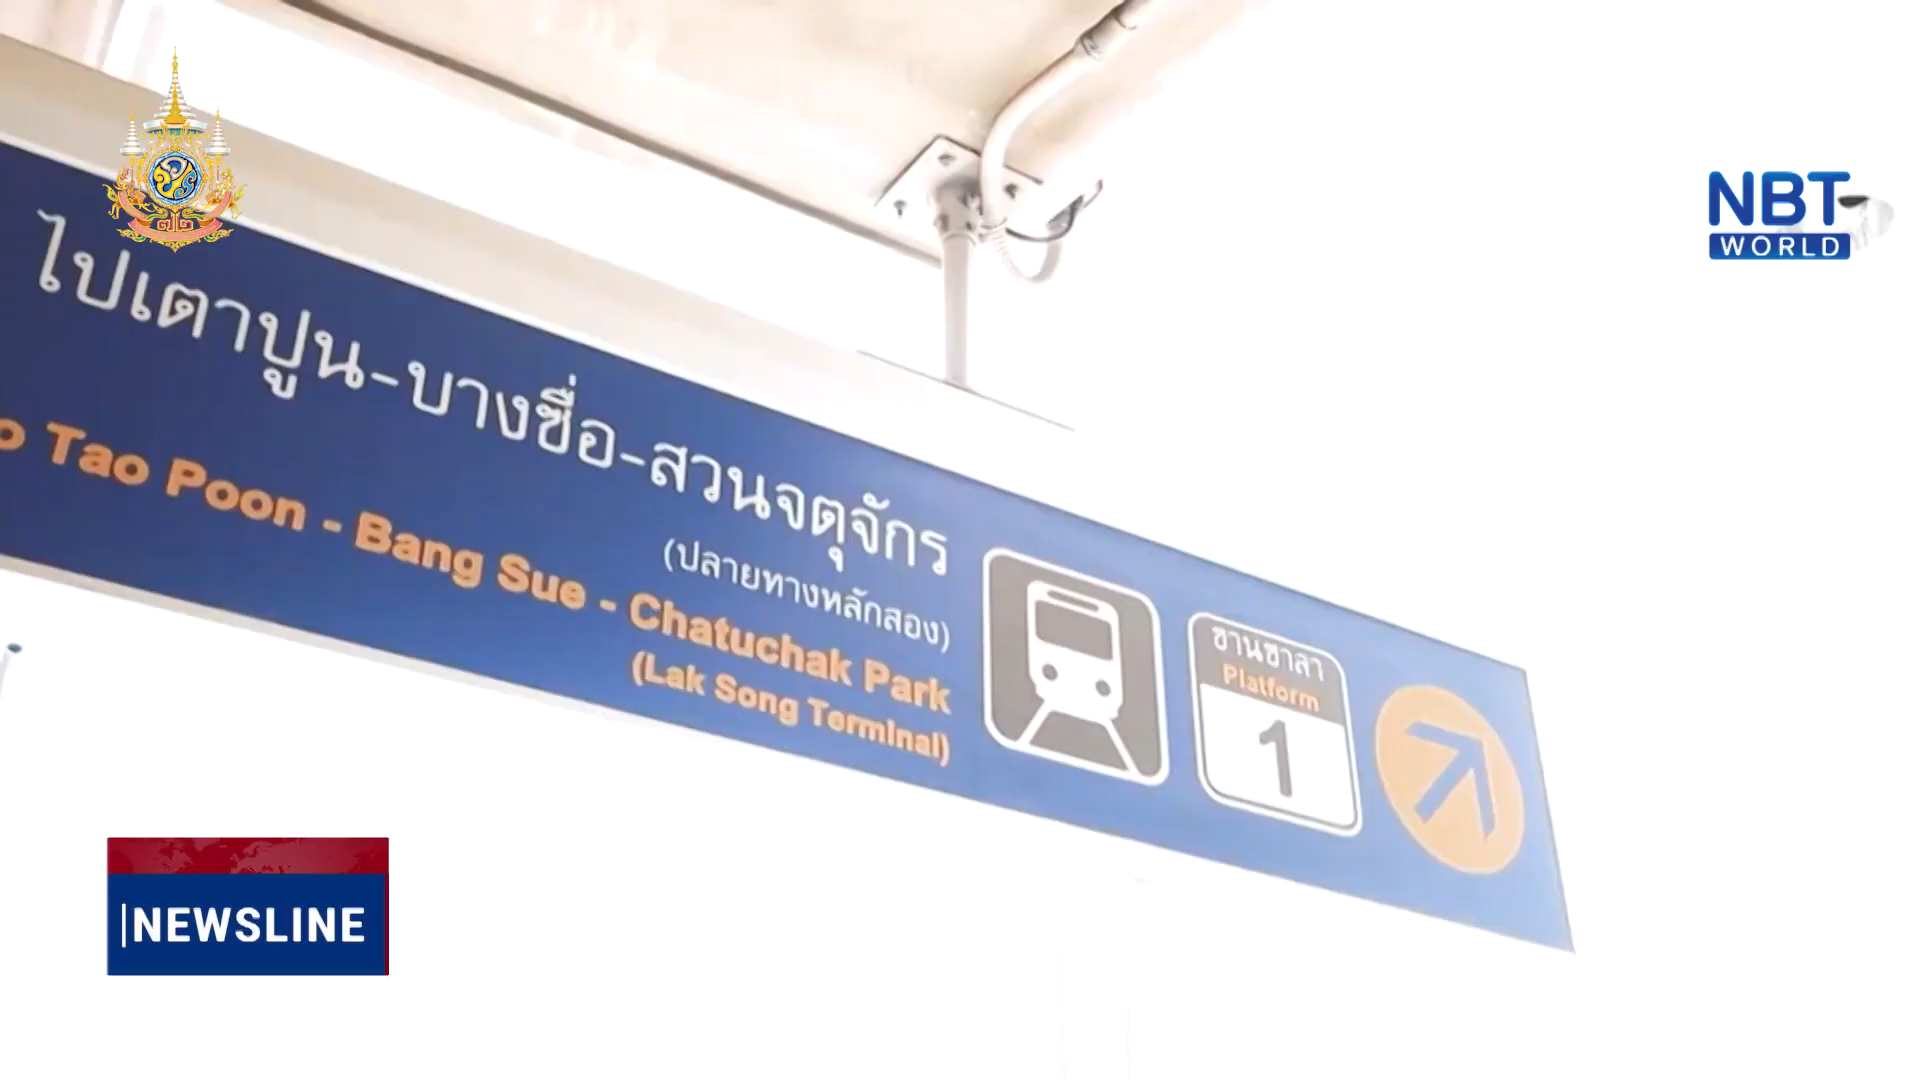 NBT
WORLD
ไปเตาปูน-บางซื่อ-สวนจตุจักร
(ปลายทางหลักสอง)
o Tao Poon - Bang Sue - Chatuchak Park
(Lak Song Terminal)
ชานชาลา
Platform
1
NEWSLINE